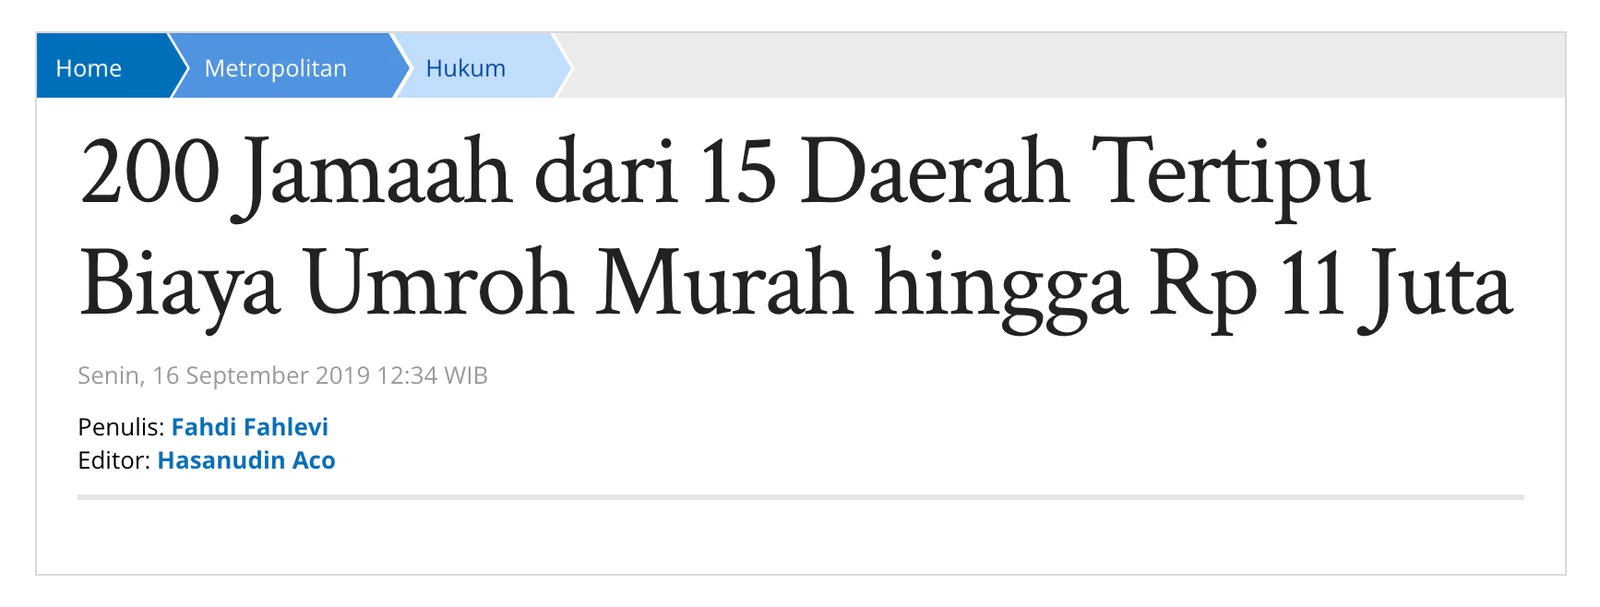 Home Metropolitan Hukum
200 Jamaah dari 15 Daerah Tertipu
Biaya Umroh Murah hingga Rp 11 Juta
Senin, 16 September 2019 12:34 WIB
Penulis: Fahdi Fahlevi
Editor: Hasanudin Aco